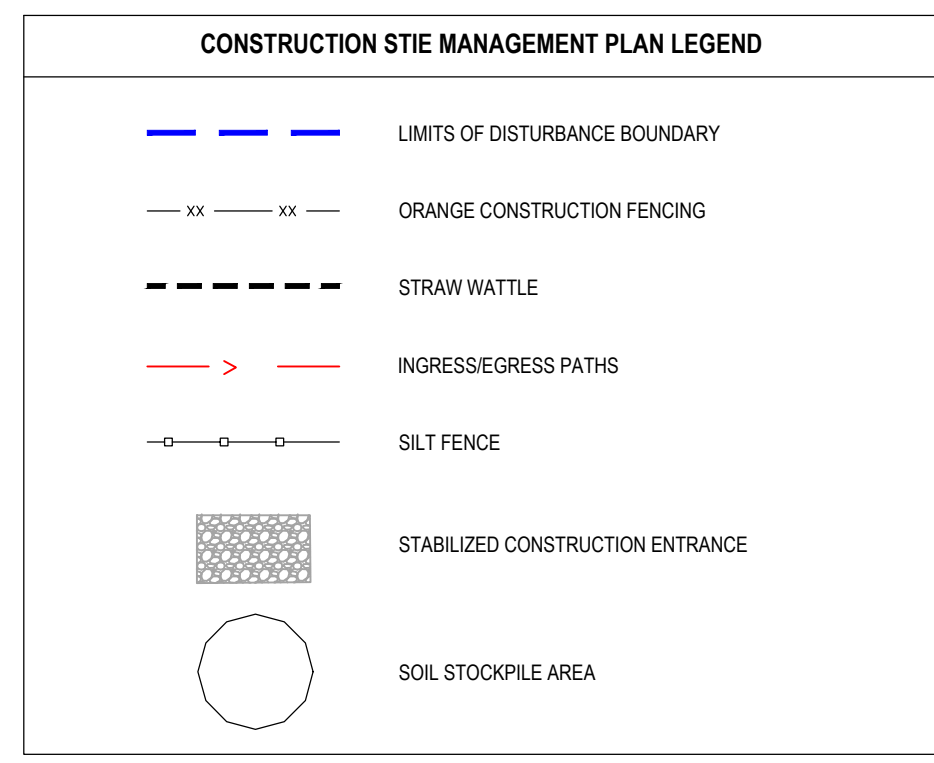 CONSTRUCTION STIE MANAGEMENT PLAN LEGEND
LIMITS OF DISTURBANCE BOUNDARY
XX XX ORANGE CONSTRUCTION FENCING
STRAW WATTLE
> INGRESS/EGRESS PATHS
SILT FENCE
STABILIZED CONSTRUCTION ENTRANCE
SOIL STOCKPILE AREA